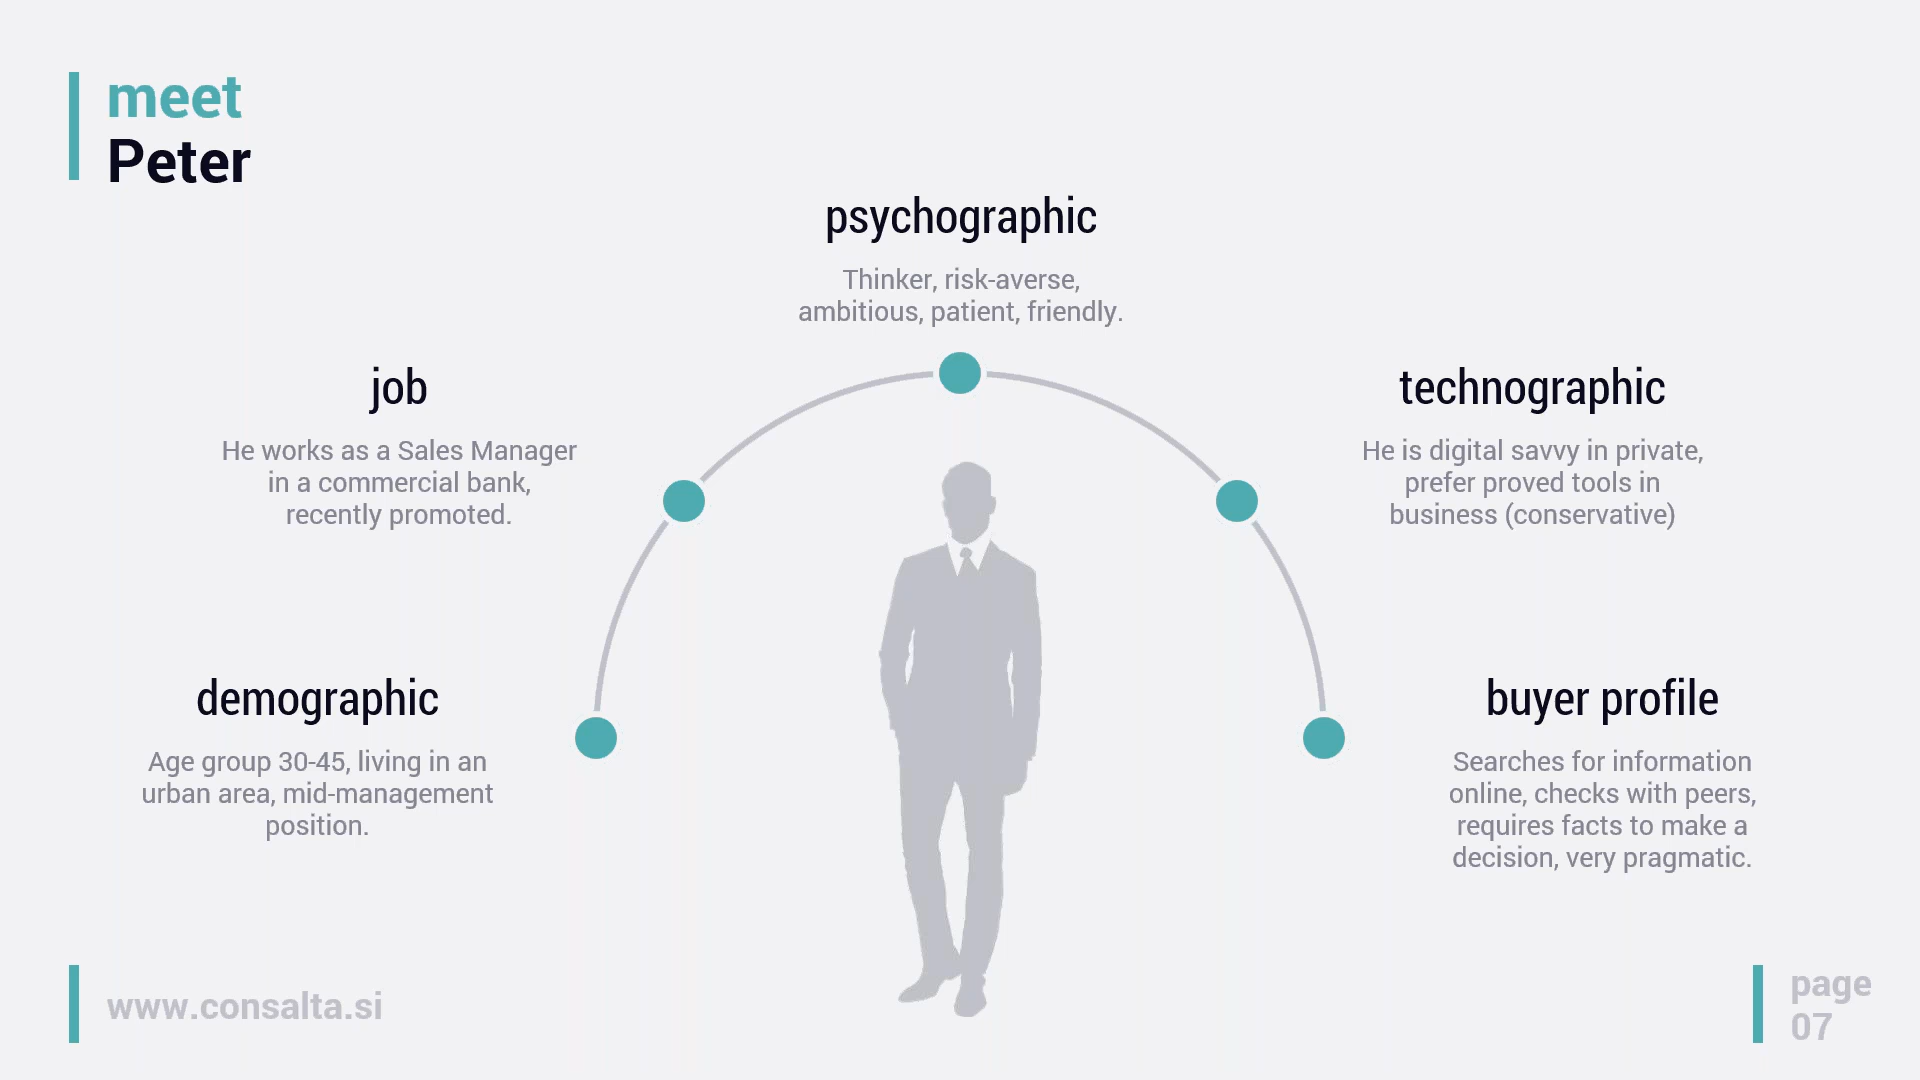 meet
Peter
psychographic
Thinker, risk-averse,
ambitious, patient, friendly.
job
He works as a Sales Manager
in a commercial bank,
recently promoted.
technographic
He is digital savvy in private,
prefer proved tools in
business (conservative)
demographic
Age group 30-45, living in an
urban area, mid-management
position.
buyer profile
Searches for information
online, checks with peers,
requires facts to make a
decision, very pragmatic.
www.consalta.si
page
07